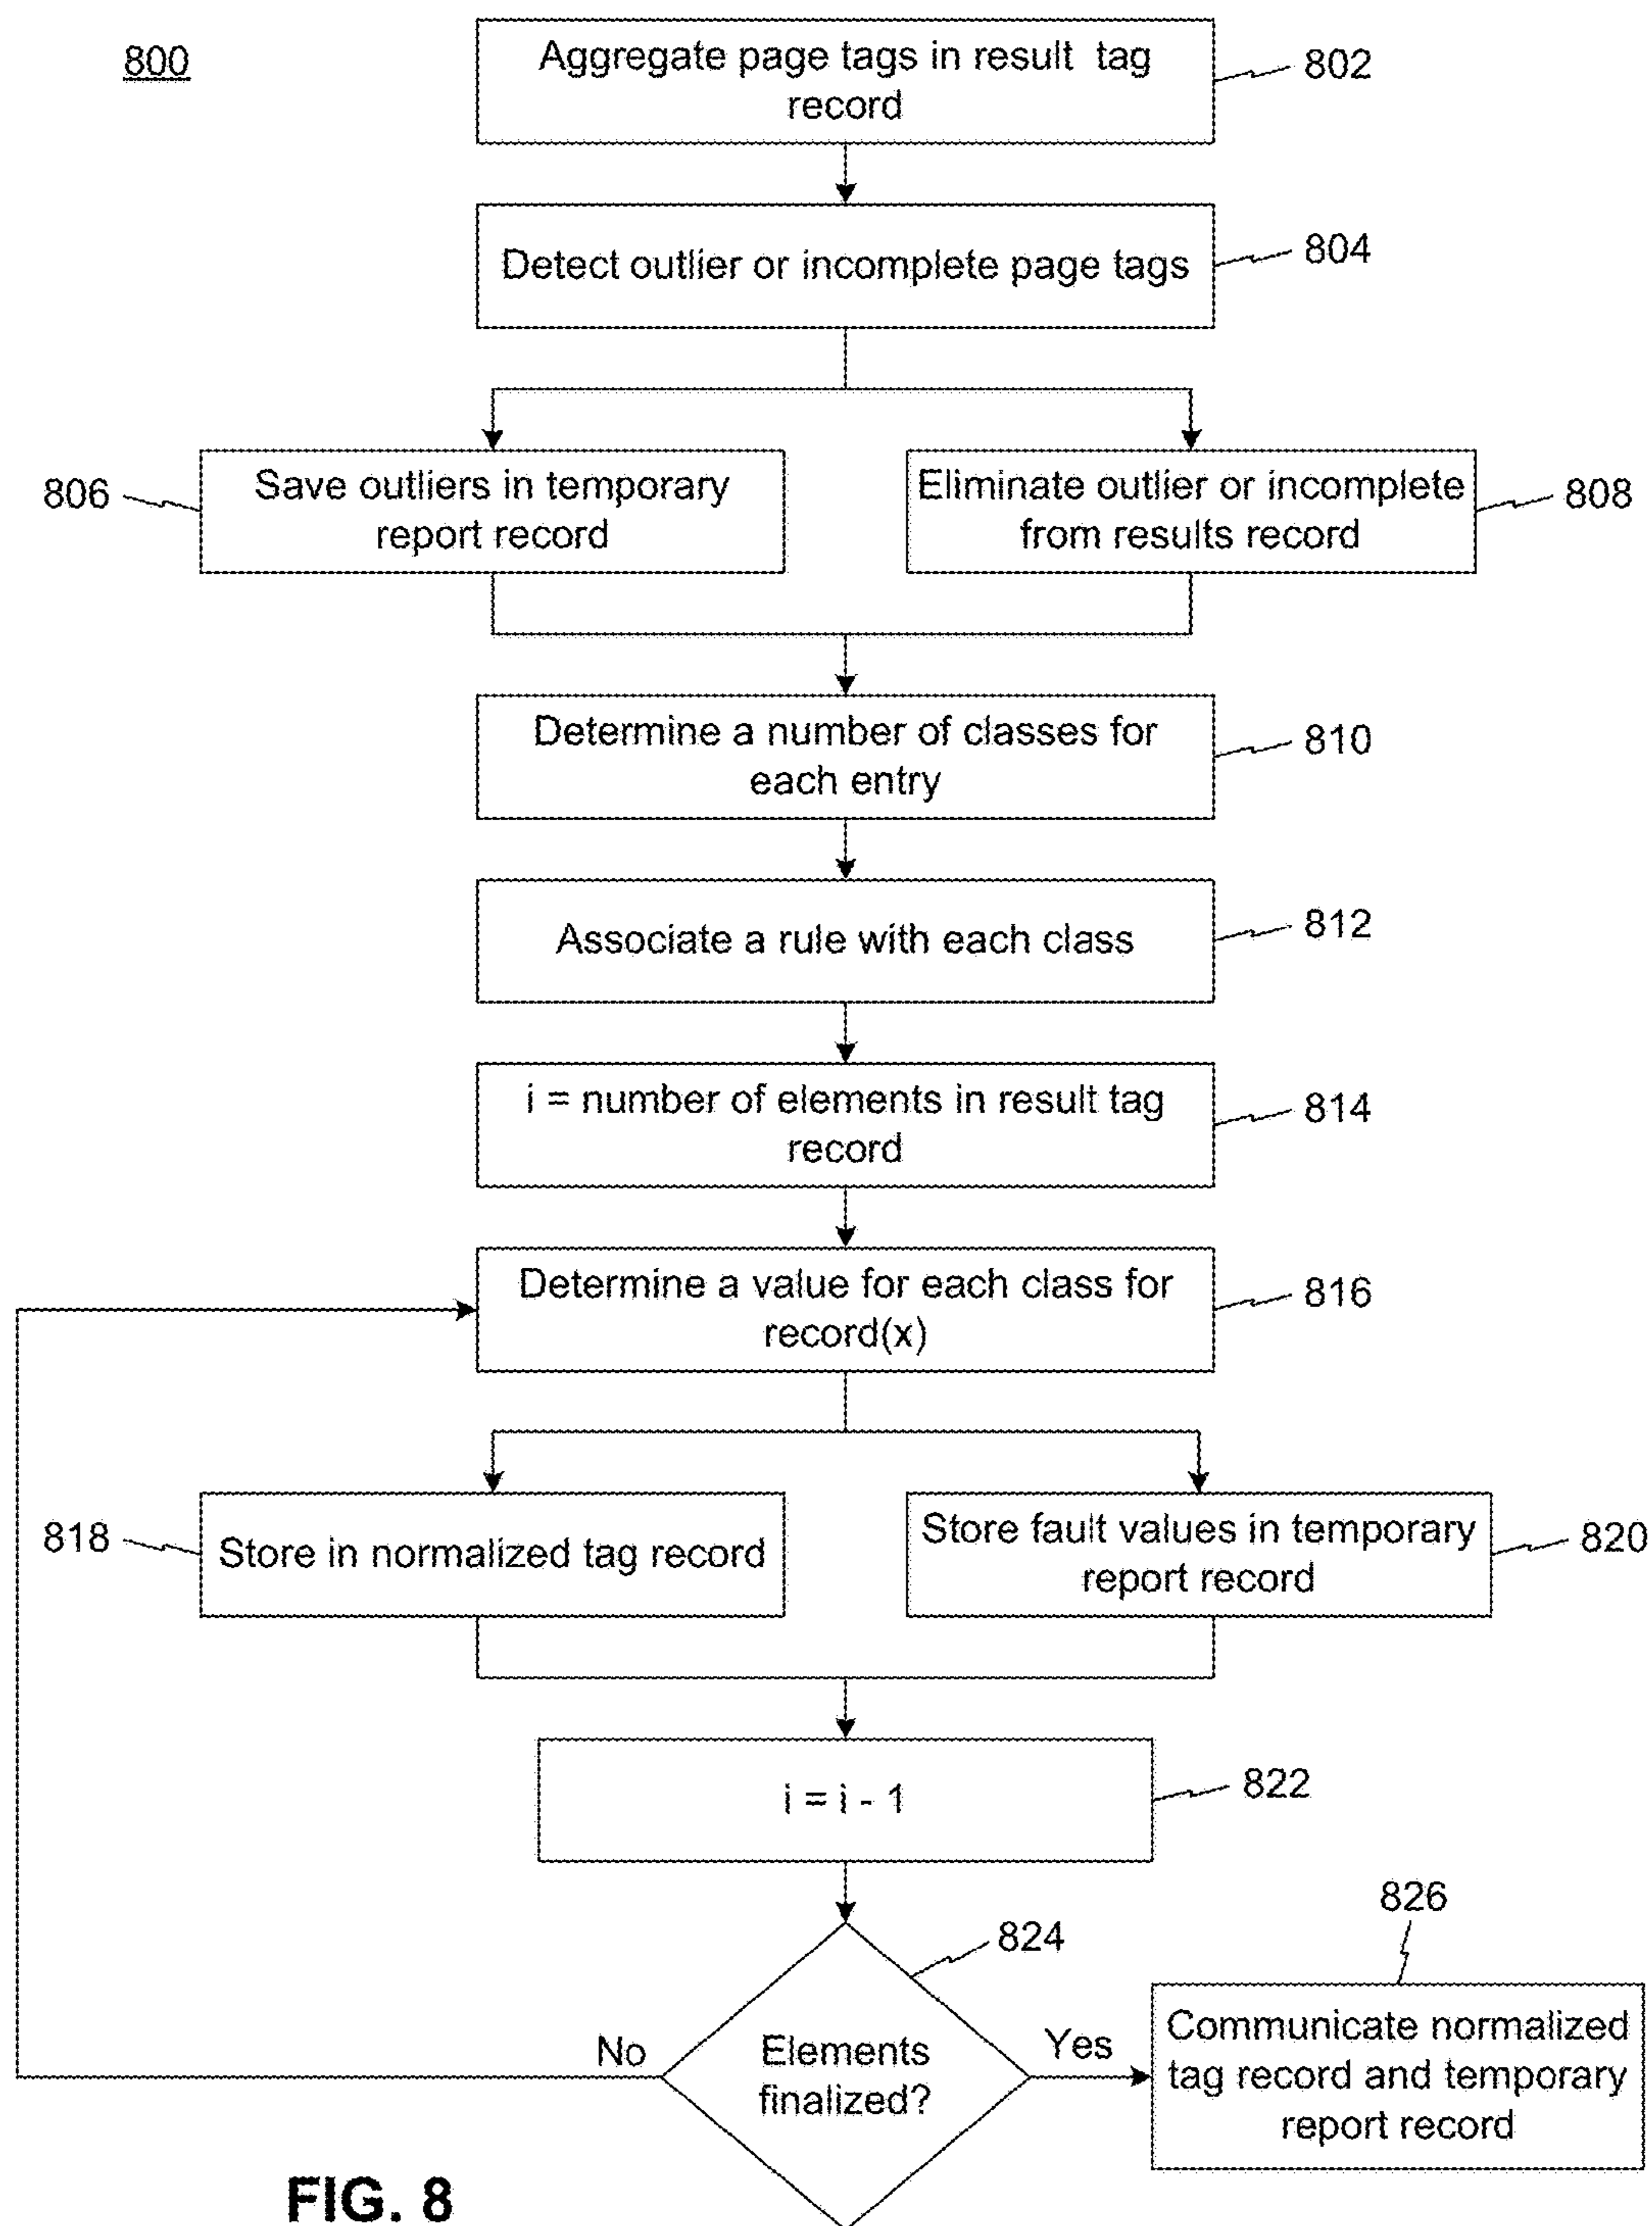 800
Aggregate page tags in result tag
record
802
Detect outlier or incomplete page tags
804
806
Save outliers in temporary
report record
Eliminate outlier or incomplete
from results record
808
Determine a number of classes for
each entry
810
Associate a rule with each class
812
i = number of elements in result tag
record
814
Determine a value for each class for
record(x)
816
818
Store in normalized tag record
Store fault values in temporary
report record
820
i = i - 1
822
824
826
No
Elements
finalized?
Yes
Communicate normalized
tag record and temporary
report record
FIG. 8